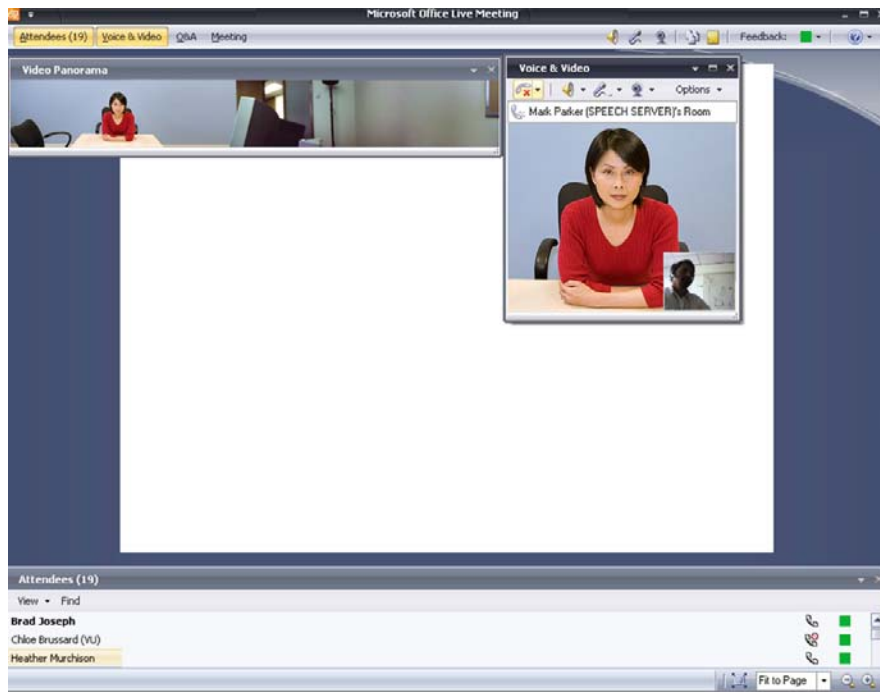 Microsoft Office Live Meeting
Attendees (19) Voice & Video Q&A Meeting Feedback:
Video Panorama
Voice & Video
Options
Mark Parker (SPEECH SERVER)'s Room
Attendees (19)
View Find
Brad Joseph
Chloe Brussard (VU)
Heather Murchison
Fit to Page